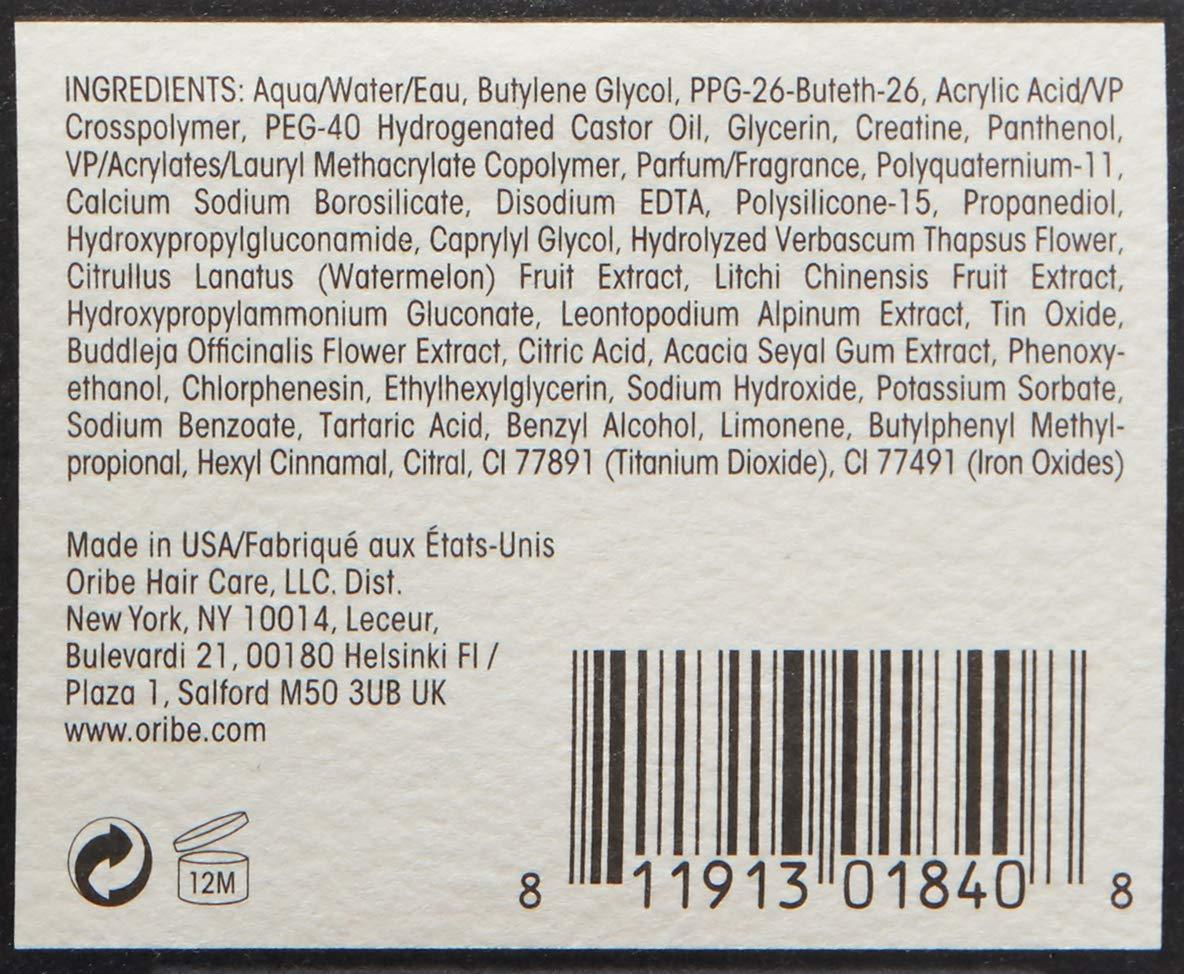 INGREDIENTS: Aqua/Water/Eau, Butylene Glycol, PPG-26-Buteth-26, Acrylic Acid/VP
Crosspolymer, PEG-40 Hydrogenated Castor Oil, Glycerin, Creatine, Panthenol,
VP/Acrylates/Lauryl Methacrylate Copolymer, Parfum/Fragrance, Polyquaternium-11,
Calcium Sodium Borosilicate, Disodium EDTA, Polysilicone-15, Propanediol,
Hydroxypropylgluconamide, Caprylyl Glycol, Hydrolyzed Verbascum Thapsus Flower,
Citrullus Lanatus (Watermelon) Fruit Extract, Litchi Chinensis Fruit Extract,
Hydroxypropylammonium Gluconate, Leontopodium Alpinum Extract, Tin Oxide,
Buddleja Officinalis Flower Extract, Citric Acid, Acacia Seyal Gum Extract, Phenoxy-
ethanol, Chlorphenesin, Ethylhexylglycerin, Sodium Hydroxide, Potassium Sorbate,
Sodium Benzoate, Tartaric Acid, Benzyl Alcohol, Limonene, Butylphenyl Methyl-
propional, Hexyl Cinnamal, Citral, CI 77891 (Titanium Dioxide), CI 77491 (Iron Oxides)
Made in USA/Fabriqué aux États-Unis
Oribe Hair Care, LLC. Dist.
New York, NY 10014, Leceur,
Bulevardi 21, 00180 Helsinki FI /
Plaza 1, Salford M50 3UB UK
www.oribe.com
12M
8 11913 01840 8